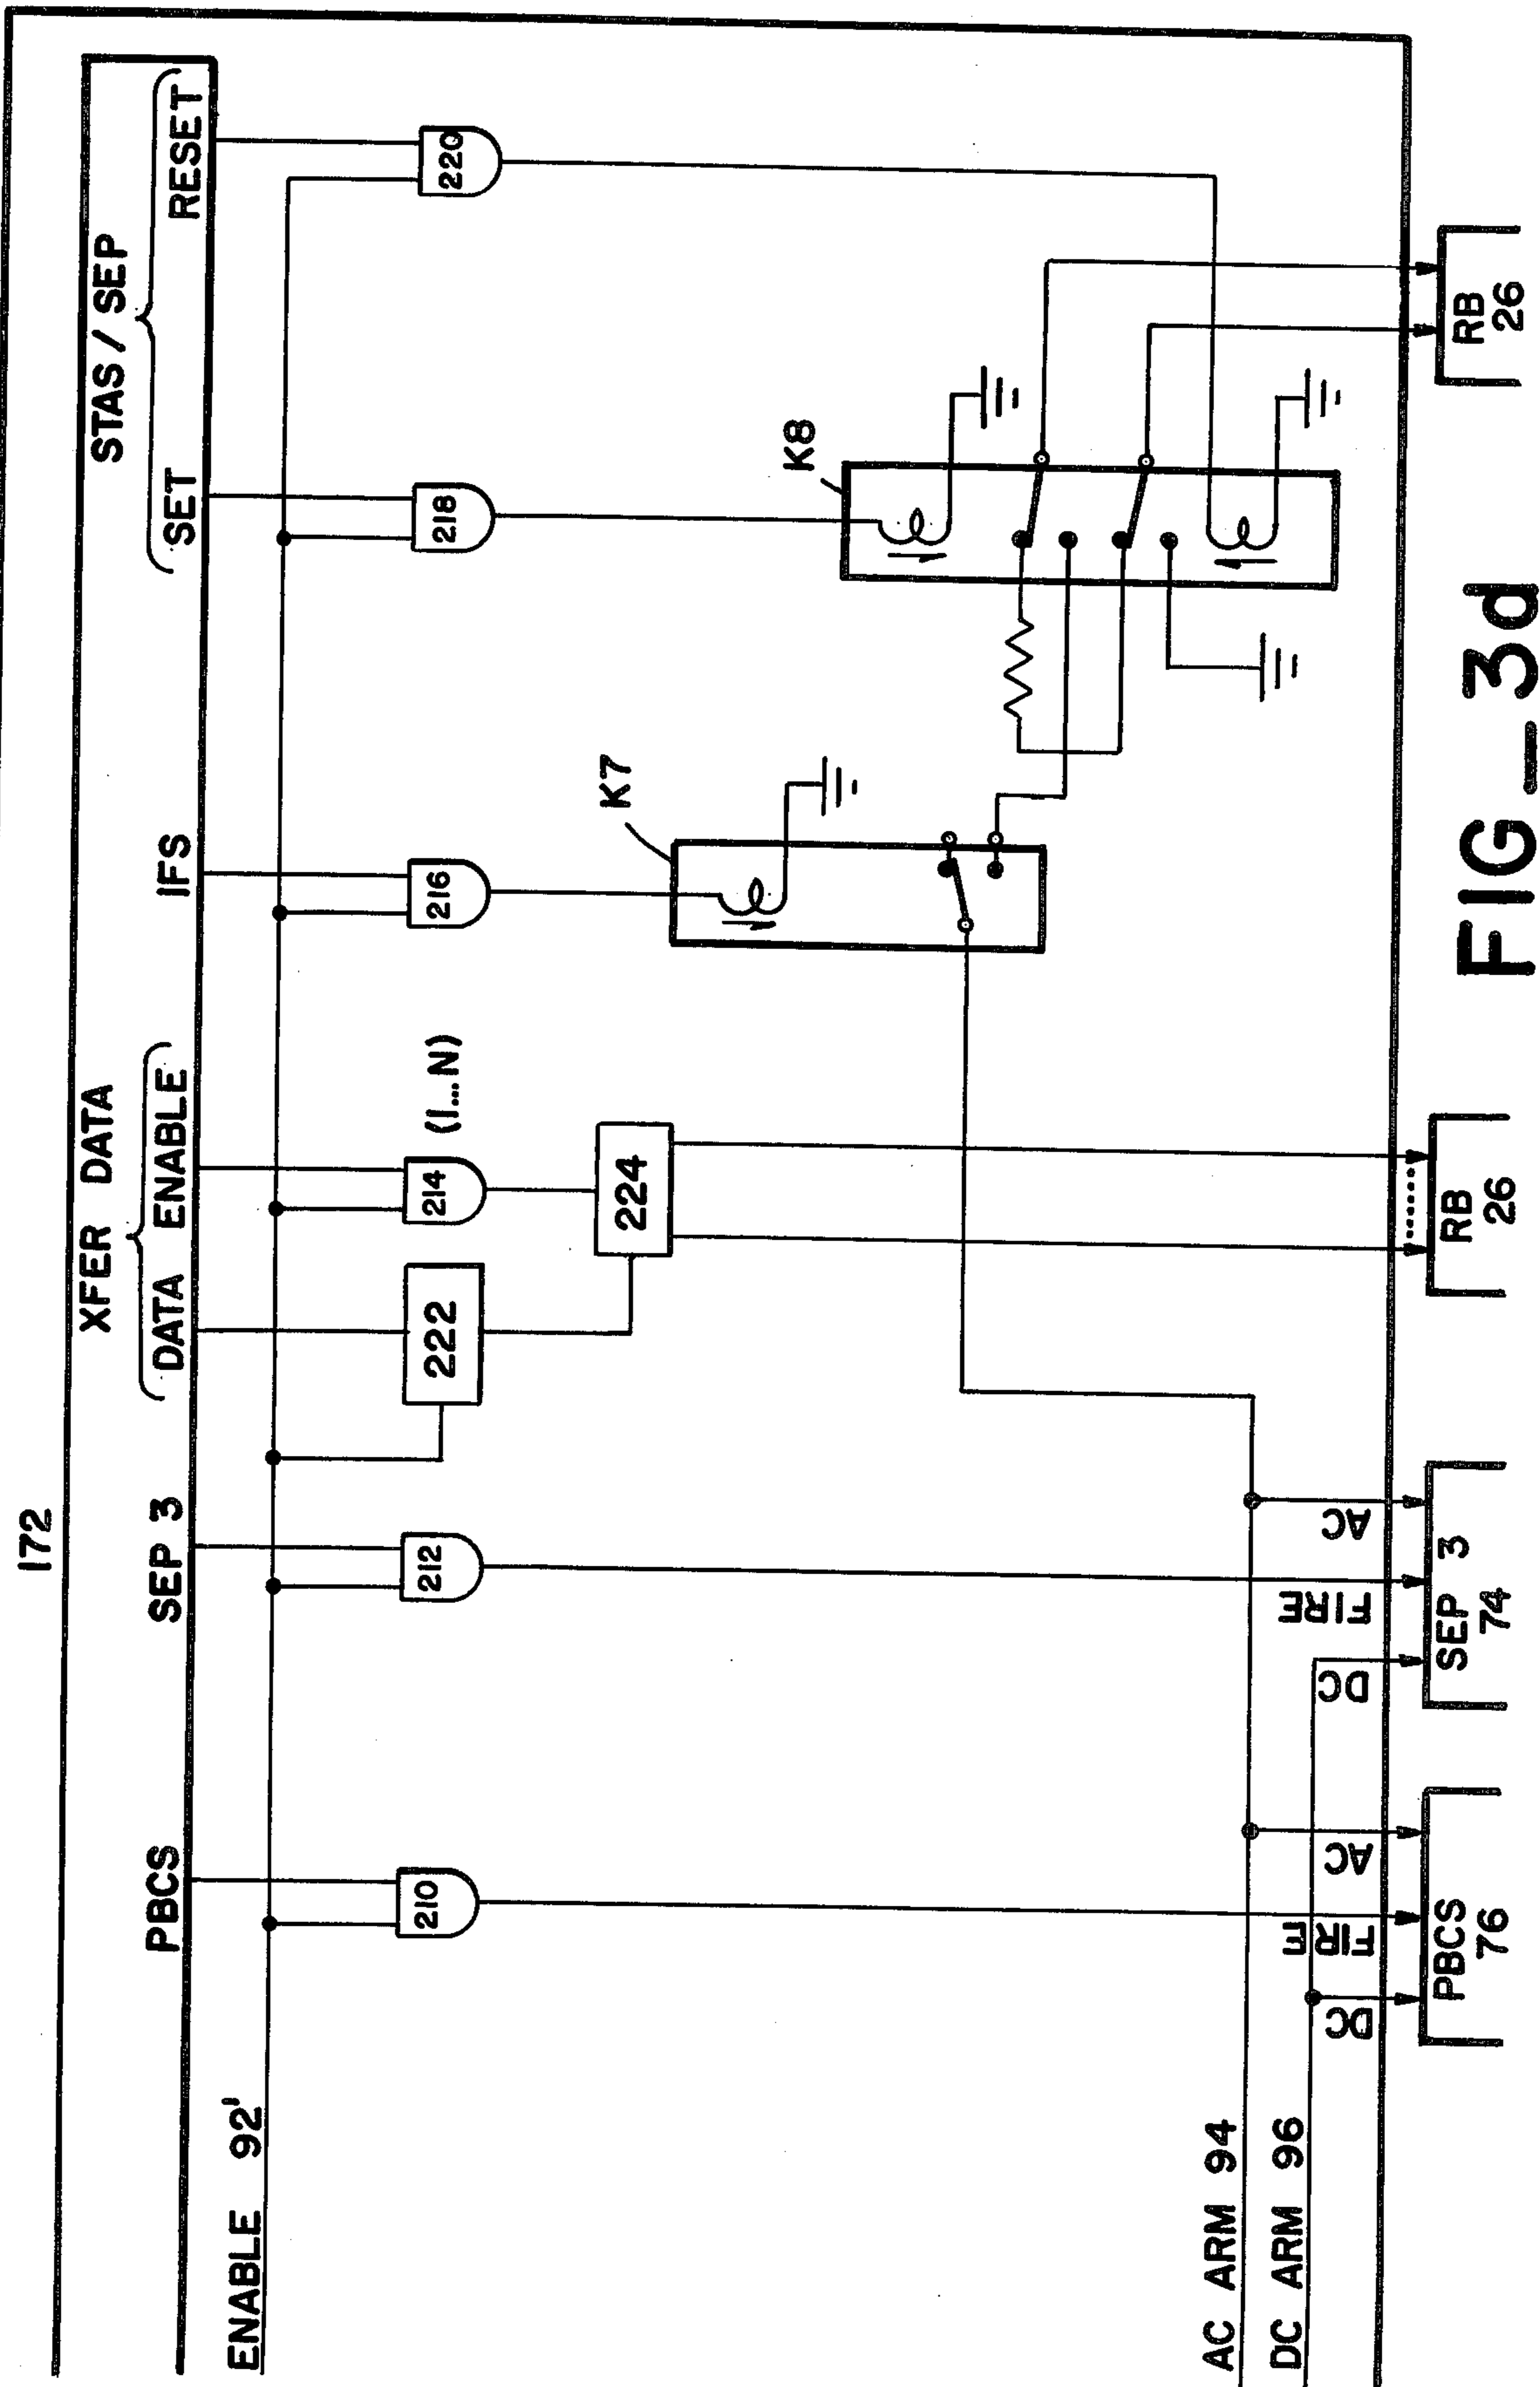 172
XFER DATA
STAS / SEP
PBCS
SEP 3
DATA
ENABLE
IFS
SET
RESET
ENABLE 92'
210
212
222
214
(1...N)
216
218
220
224
K7
K8
AC ARM 94
DC ARM 96
DC
FIRE
AC
DC
FIRE
AC
PBCS
76
SEP 3
74
RB
26
RB
26
FIG_3d